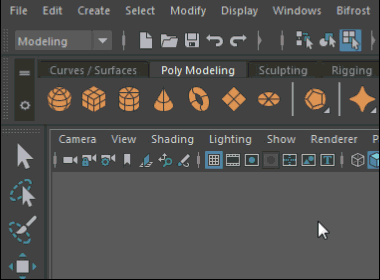 File Edit Create Select Modify Display Windows Bifrost
Modeling
Curves / Surfaces Poly Modeling Sculpting Rigging
Camera View Shading Lighting Show Renderer P